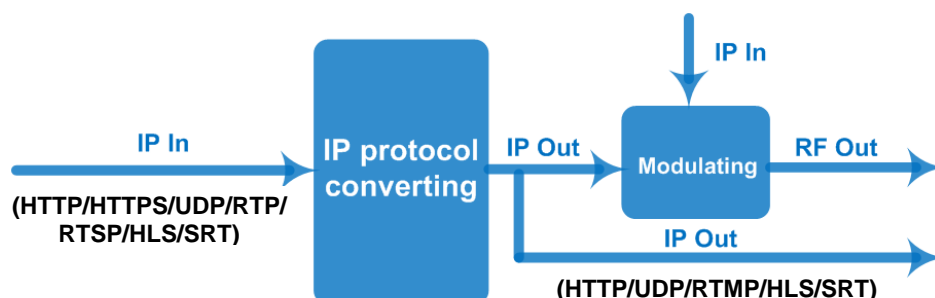 IP In
IP In
(HTTP/HTTPS/UDP/RTP/
RTSP/HLS/SRT)
IP protocol
converting
IP Out
Modulating
RF Out
IP Out
(HTTP/UDP/RTMP/HLS/SRT)